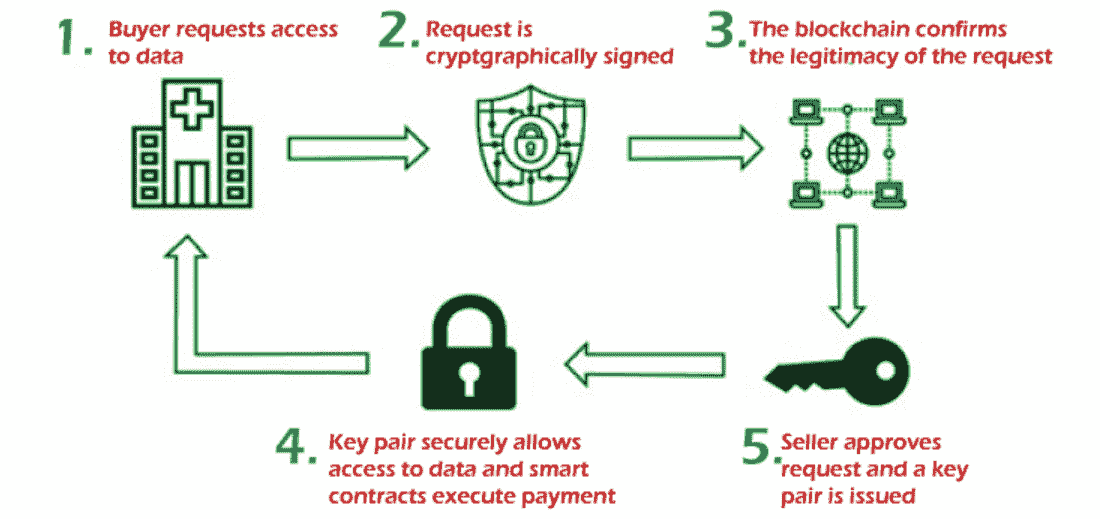 1. Buyer requests access
to data
2. Request is
cryptgraphically signed
3. The blockchain confirms
the legitimacy of the request
4. Key pair securely allows
access to data and smart
contracts execute payment
5. Seller approves
request and a key
pair is issued